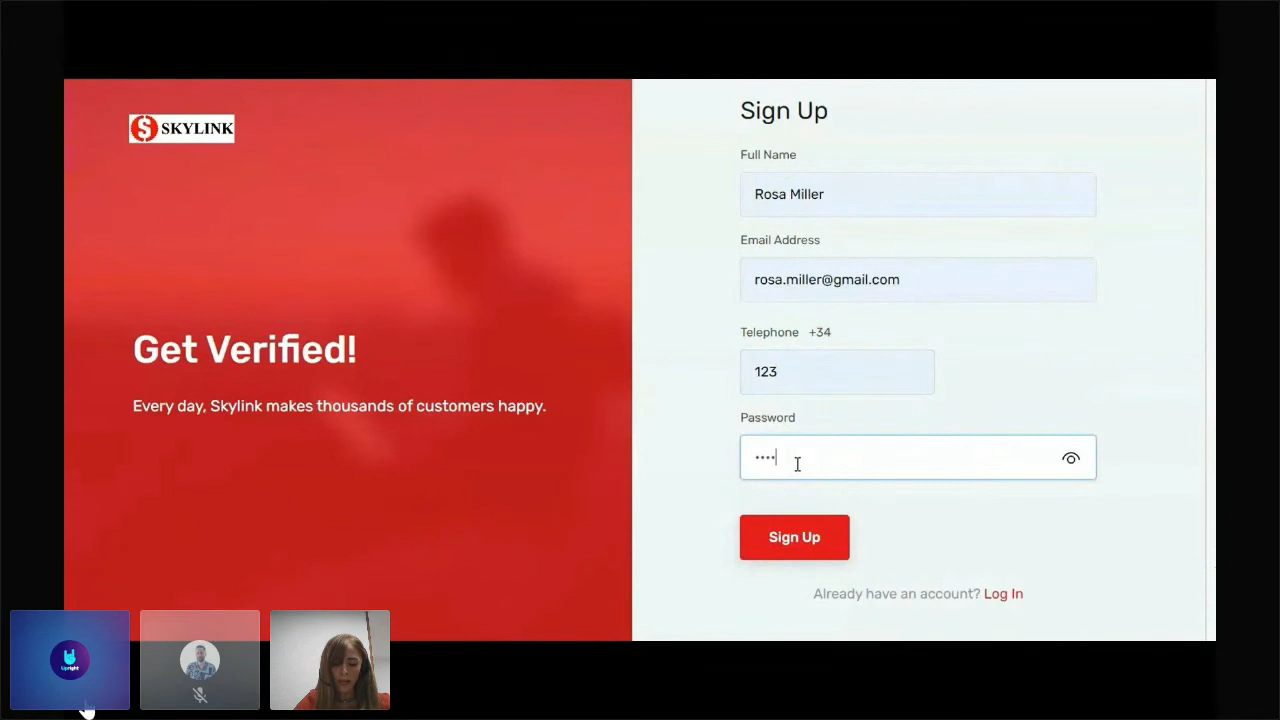 SKYLINK
Get Verified!
Every day, Skylink makes thousands of customers happy.
Sign Up
Full Name
Rosa Miller
Email Address
rosa.miller@gmail.com
Telephone +34
123
Password
••••
Sign Up
Already have an account? Log In
Upright